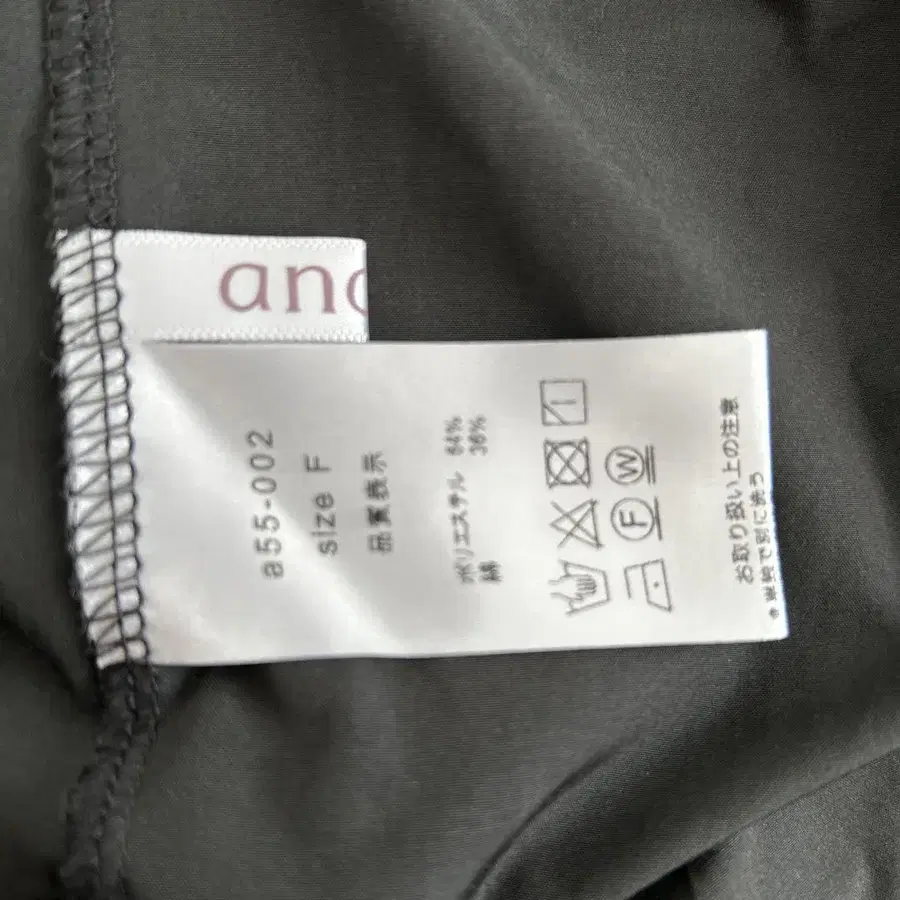 ano
a55-002
size F
品質表示
ポリエステル 64%
綿 36%
F W
お取り扱い上の注意
*単独で別に洗う